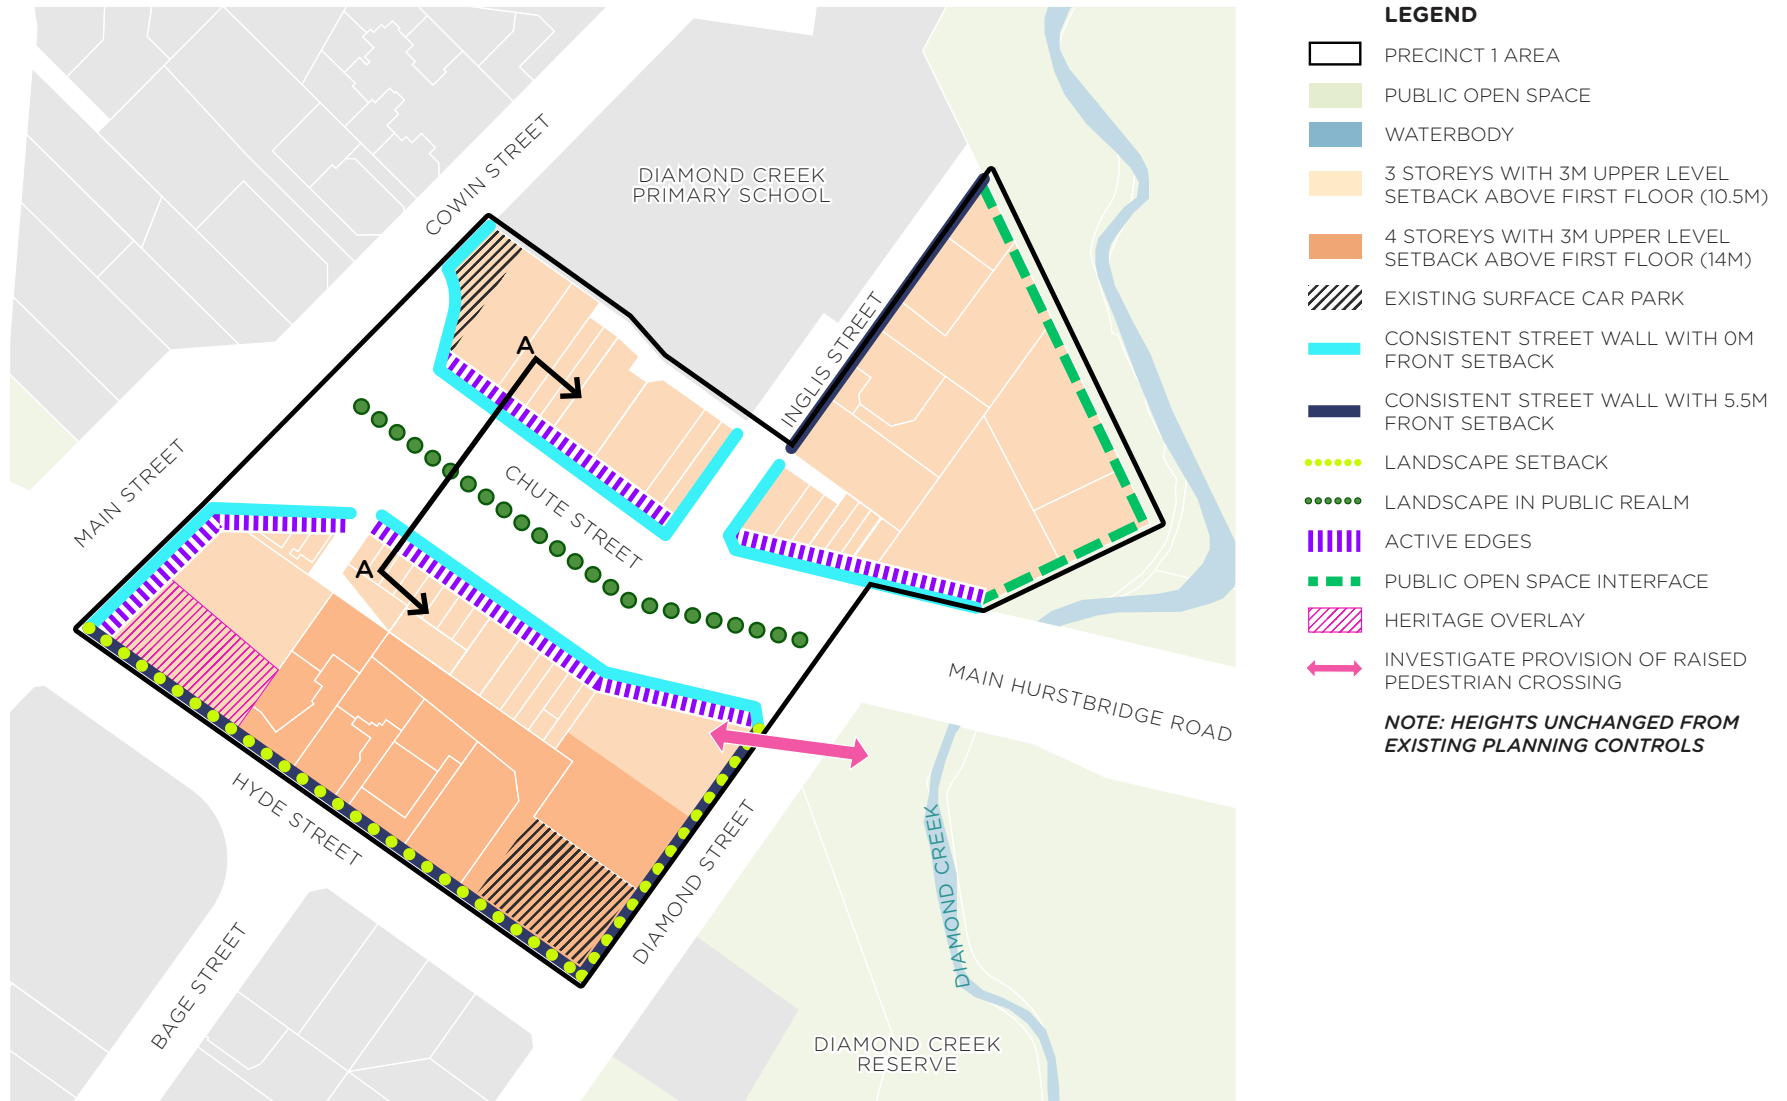 COWIN STREET
DIAMOND CREEK
PRIMARY SCHOOL
INGLIS STREET
A
MAIN STREET
CHUTE STREET
A
MAIN HURSTBRIDGE ROAD
HYDE STREET
DIAMOND STREET
DIAMOND CREEK
BAGE STREET
DIAMOND CREEK
RESERVE
LEGEND
PRECINCT 1 AREA
PUBLIC OPEN SPACE
WATERBODY
3 STOREYS WITH 3M UPPER LEVEL
SETBACK ABOVE FIRST FLOOR (10.5M)
4 STOREYS WITH 3M UPPER LEVEL
SETBACK ABOVE FIRST FLOOR (14M)
EXISTING SURFACE CAR PARK
CONSISTENT STREET WALL WITH 0M
FRONT SETBACK
CONSISTENT STREET WALL WITH 5.5M
FRONT SETBACK
LANDSCAPE SETBACK
LANDSCAPE IN PUBLIC REALM
ACTIVE EDGES
PUBLIC OPEN SPACE INTERFACE
HERITAGE OVERLAY
INVESTIGATE PROVISION OF RAISED
PEDESTRIAN CROSSING
NOTE: HEIGHTS UNCHANGED FROM
EXISTING PLANNING CONTROLS